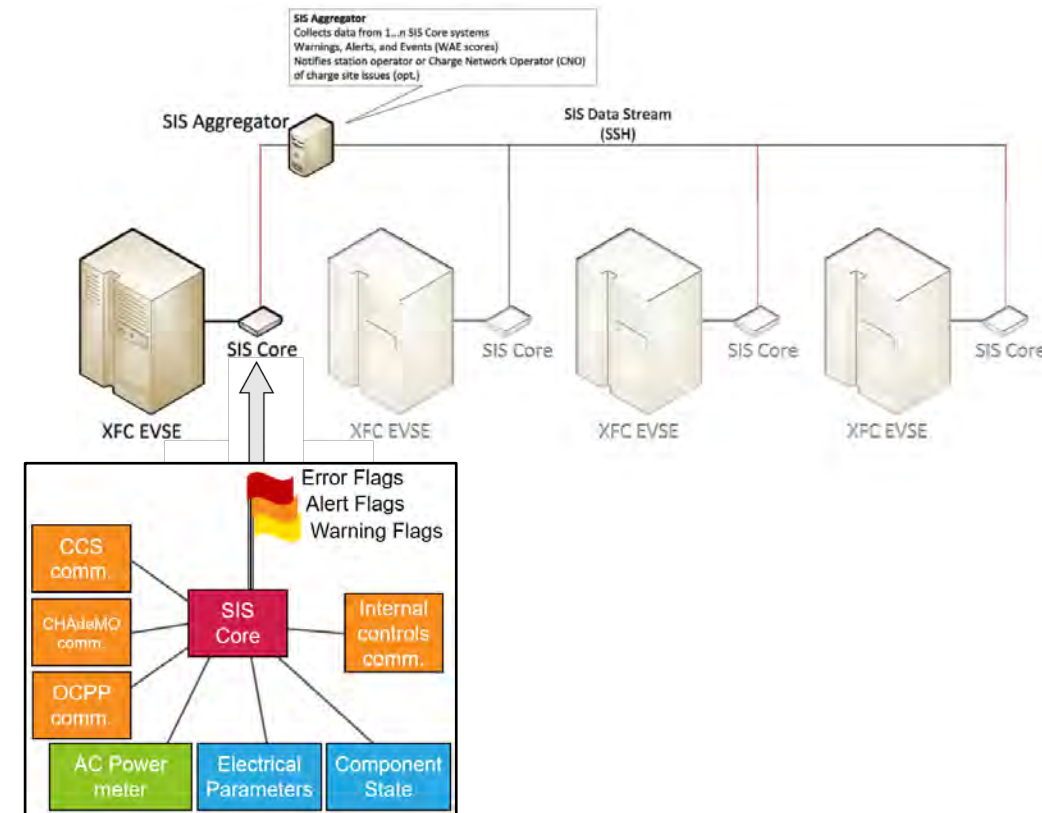 SIS Aggregator
Collects data from 1...n SIS Core systems
Warnings, Alerts, and Events (WAE scores)
Notifies station operator or Charge Network Operator (CNO)
of charge site issues (opt.)
SIS Aggregator
SIS Data Stream
(SSH)
SIS Core
SIS Core
SIS Core
SIS Core
XFC EVSE
XFC EVSE
XFC EVSE
XFC EVSE
Error Flags
Alert Flags
Warning Flags
CCS
comm.
CHAdeMO
comm.
OCPP
comm.
SIS
Core
Internal
controls
comm.
AC Power
meter
Electrical
Parameters
Component
State